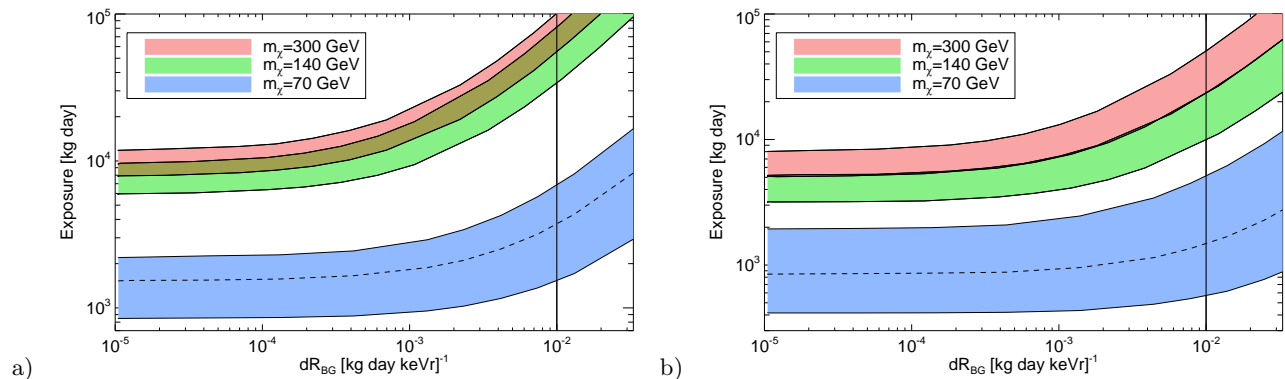 10^5
10^4
10^3
Exposure [kg day]
m_χ=300 GeV
m_χ=140 GeV
m_χ=70 GeV
10^-5 10^-4 10^-3 10^-2
dR_BG [kg day keVr]^-1
a)
10^5
10^4
10^3
Exposure [kg day]
m_χ=300 GeV
m_χ=140 GeV
m_χ=70 GeV
10^-5 10^-4 10^-3 10^-2
dR_BG [kg day keVr]^-1
b)